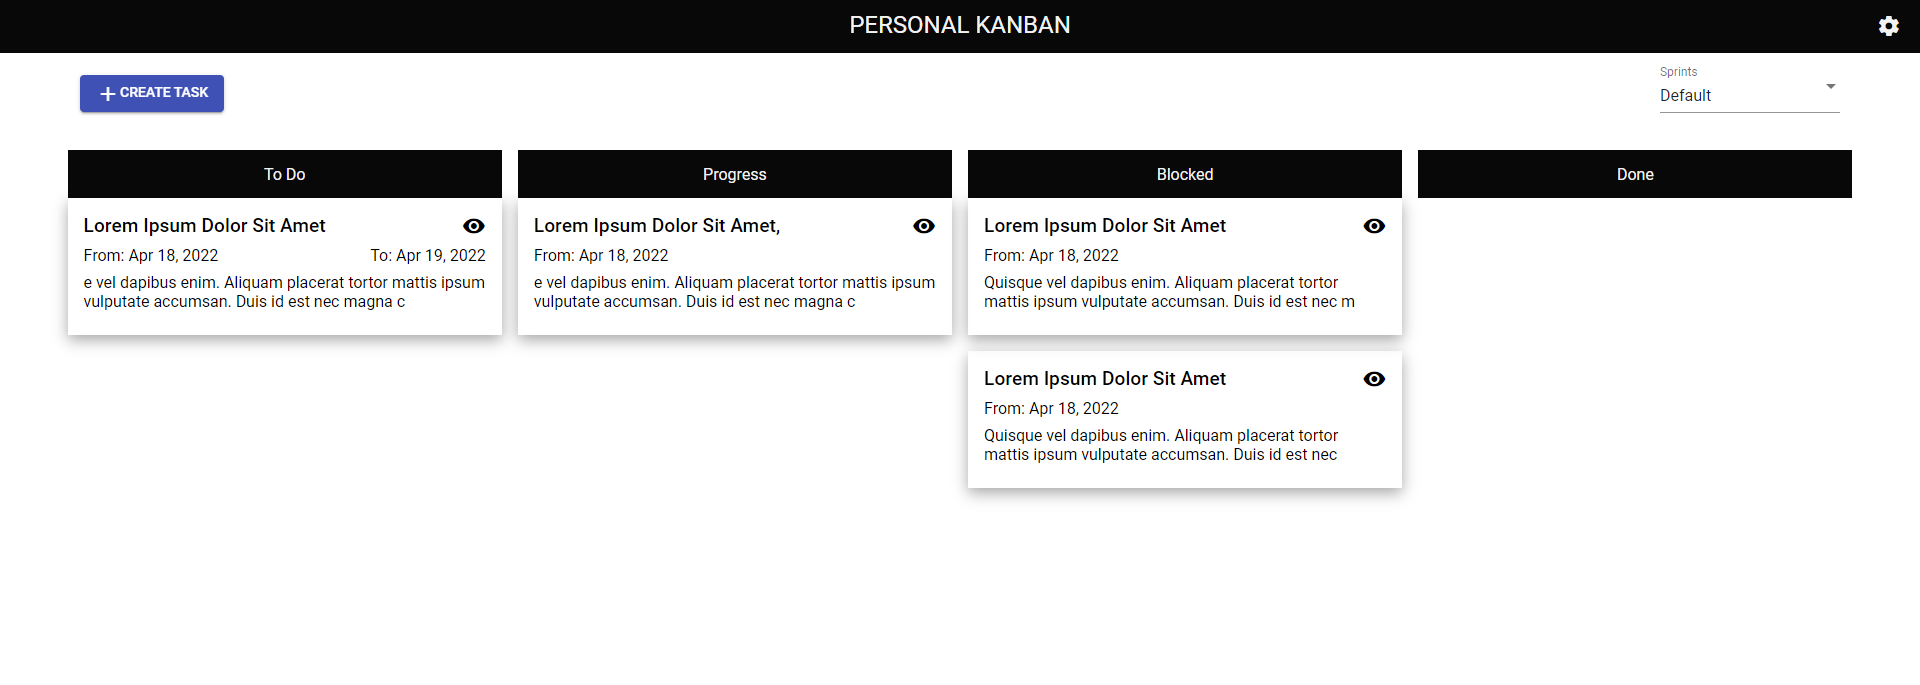 PERSONAL KANBAN
CREATE TASK
Sprints
Default
To Do
Lorem Ipsum Dolor Sit Amet
From: Apr 18, 2022 To: Apr 19, 2022
e vel dapibus enim. Aliquam placerat tortor mattis ipsum
vulputate accumsan. Duis id est nec magna c
Progress
Lorem Ipsum Dolor Sit Amet,
From: Apr 18, 2022
e vel dapibus enim. Aliquam placerat tortor mattis ipsum
vulputate accumsan. Duis id est nec magna c
Blocked
Lorem Ipsum Dolor Sit Amet
From: Apr 18, 2022
Quisque vel dapibus enim. Aliquam placerat tortor
mattis ipsum vulputate accumsan. Duis id est nec m
Lorem Ipsum Dolor Sit Amet
From: Apr 18, 2022
Quisque vel dapibus enim. Aliquam placerat tortor
mattis ipsum vulputate accumsan. Duis id est nec
Done